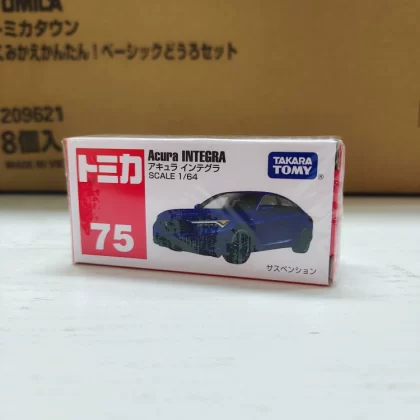 トミカタウン
くみかえかんたん!ベーシックどうろセット
209621
8個入
トミカ
75
Acura INTEGRA
アキュラ インテグラ
SCALE 1/64
TAKARA
TOMY
サスペンション